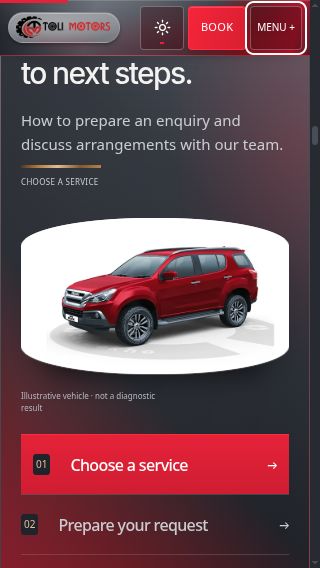 TOLI MOTORS
BOOK
MENU +
to next steps.
How to prepare an enquiry and
discuss arrangements with our team.
CHOOSE A SERVICE
Illustrative vehicle · not a diagnostic
result
01 Choose a service →
02 Prepare your request →